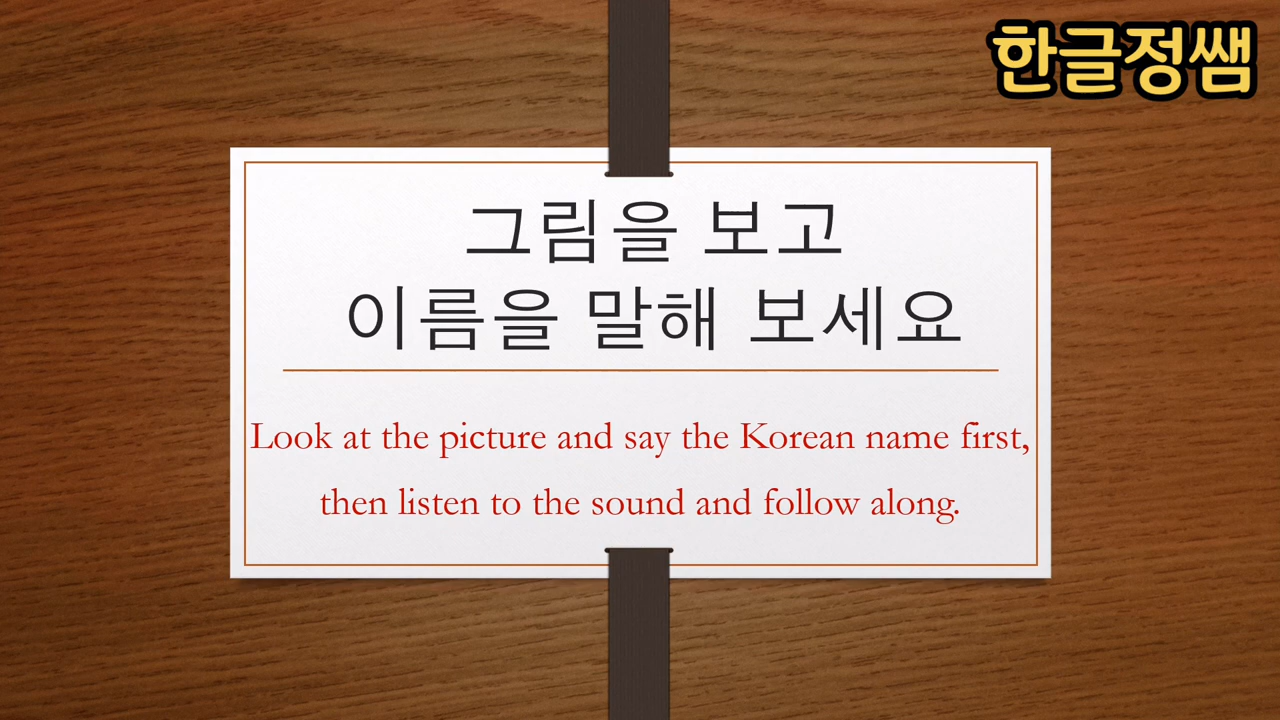 한글정쌤
그림을 보고
이름을 말해 보세요
Look at the picture and say the Korean name first,
then listen to the sound and follow along.